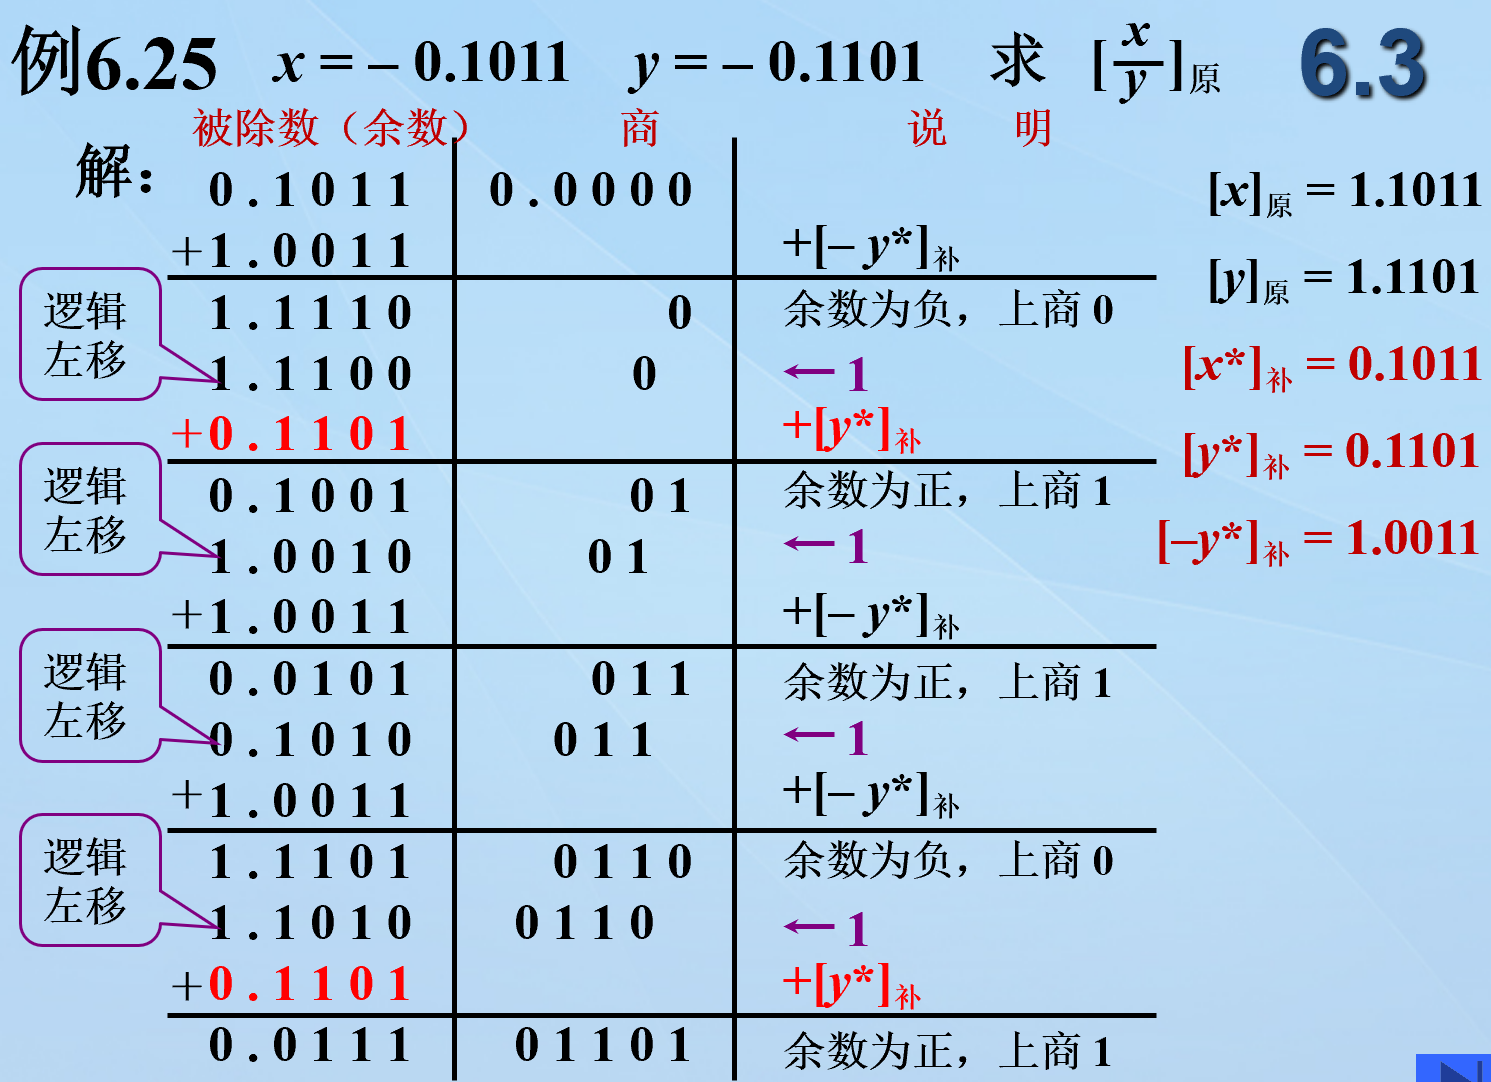 例6.25 x = – 0.1011 y = – 0.1101 求 [x/y]原 6.3
被除数（余数） 商 说 明
解：
0.1011 0.0000
+1.0011 +[– y*]补
1.1110 0 余数为负，上商 0
逻辑
左移
1.1100 0 ← 1
+0.1101 +[y*]补
0.1001 01 余数为正，上商 1
逻辑
左移
1.0010 01 ← 1
+1.0011 +[– y*]补
0.0101 011 余数为正，上商 1
逻辑
左移
0.1010 011 ← 1
+1.0011 +[– y*]补
1.1101 0110 余数为负，上商 0
逻辑
左移
1.1010 0110 ← 1
+0.1101 +[y*]补
0.0111 01101 余数为正，上商 1
[x]原 = 1.1011
[y]原 = 1.1101
[x*]补 = 0.1011
[y*]补 = 0.1101
[–y*]补 = 1.0011